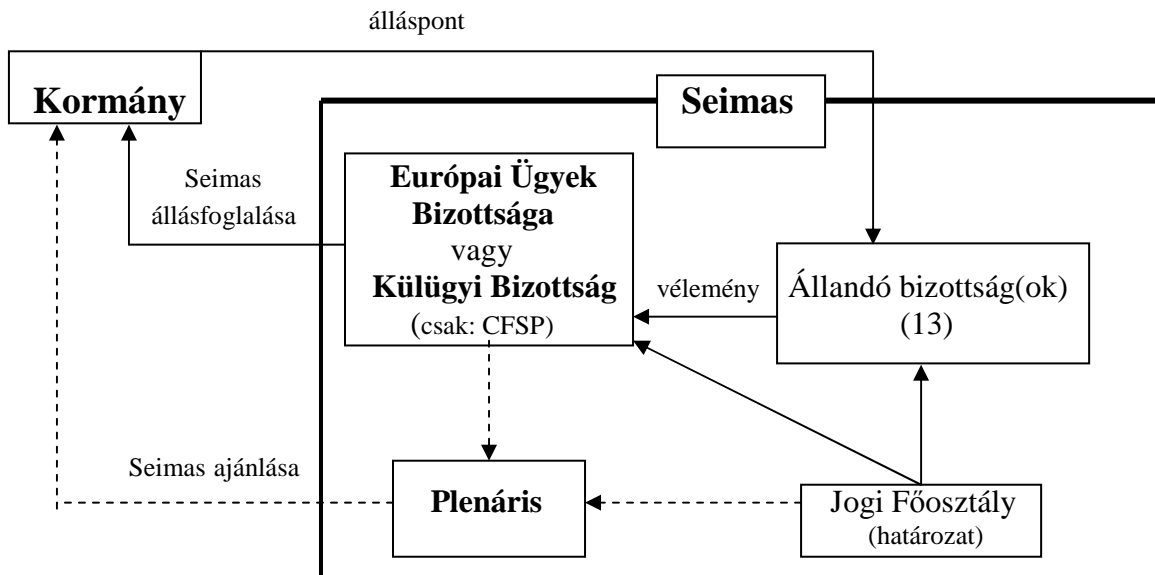 álláspont
Kormány
Seimas
Seimas
állásfoglalása
Európai Ügyek
Bizottsága
vagy
Külügyi Bizottság
(csak: CFSP)
vélemény
Állandó bizottság(ok)
(13)
Seimas ajánlása
Plenáris
Jogi Főosztály
(határozat)